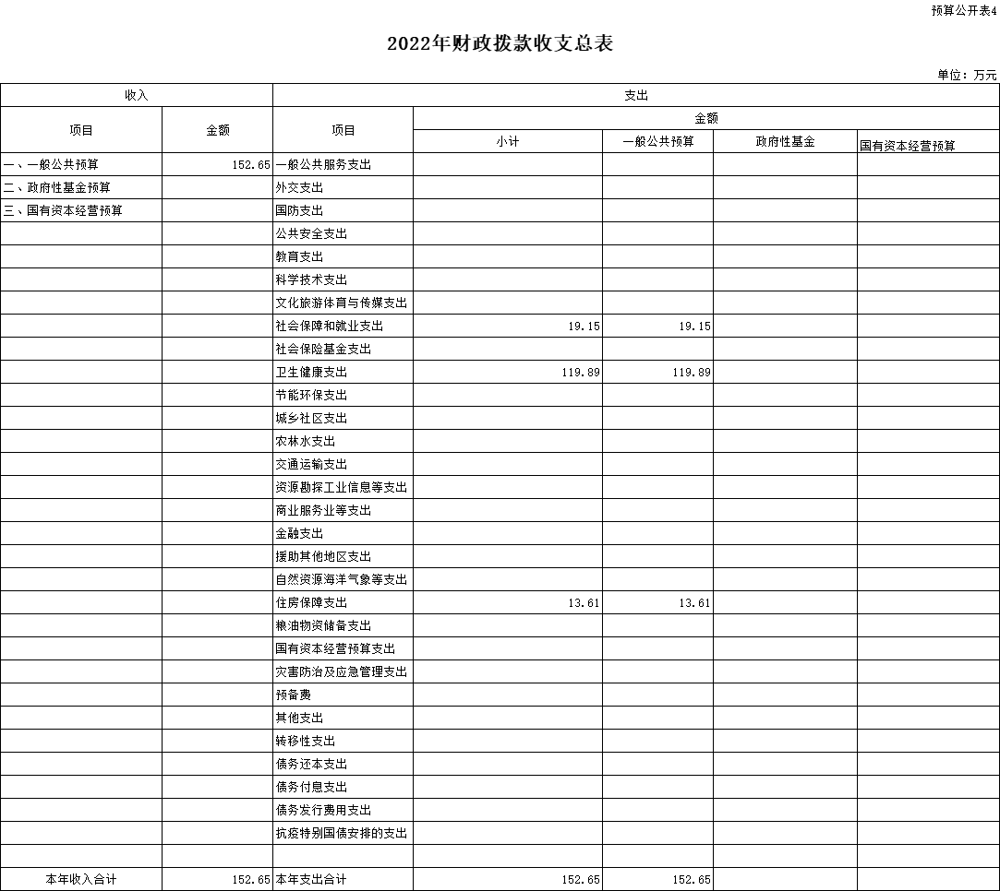 预算公开表4
2022年财政拨款收支总表
单位：万元
收入 支出
项目 金额 项目 金额
小计 一般公共预算 政府性基金 国有资本经营预算
一、一般公共预算 152.65 一般公共服务支出
二、政府性基金预算 外交支出
三、国有资本经营预算 国防支出
公共安全支出
教育支出
科学技术支出
文化旅游体育与传媒支出
社会保障和就业支出 19.15 19.15
社会保险基金支出
卫生健康支出 119.89 119.89
节能环保支出
城乡社区支出
农林水支出
交通运输支出
资源勘探工业信息等支出
商业服务业等支出
金融支出
援助其他地区支出
自然资源海洋气象等支出
住房保障支出 13.61 13.61
粮油物资储备支出
国有资本经营预算支出
灾害防治及应急管理支出
预备费
其他支出
转移性支出
债务还本支出
债务付息支出
债务发行费用支出
抗疫特别国债安排的支出
本年收入合计 152.65 本年支出合计 152.65 152.65